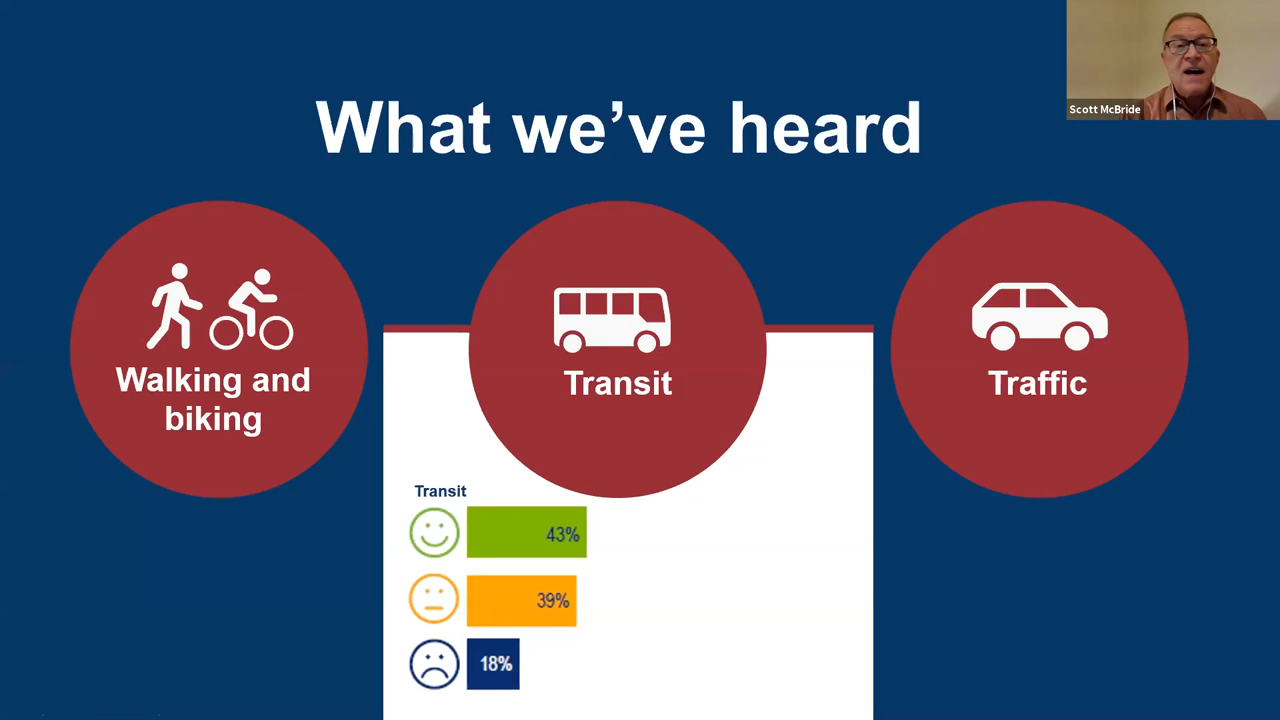 Scott McBride
What we've heard
Walking and
biking
Transit
Traffic
Transit
43%
39%
18%